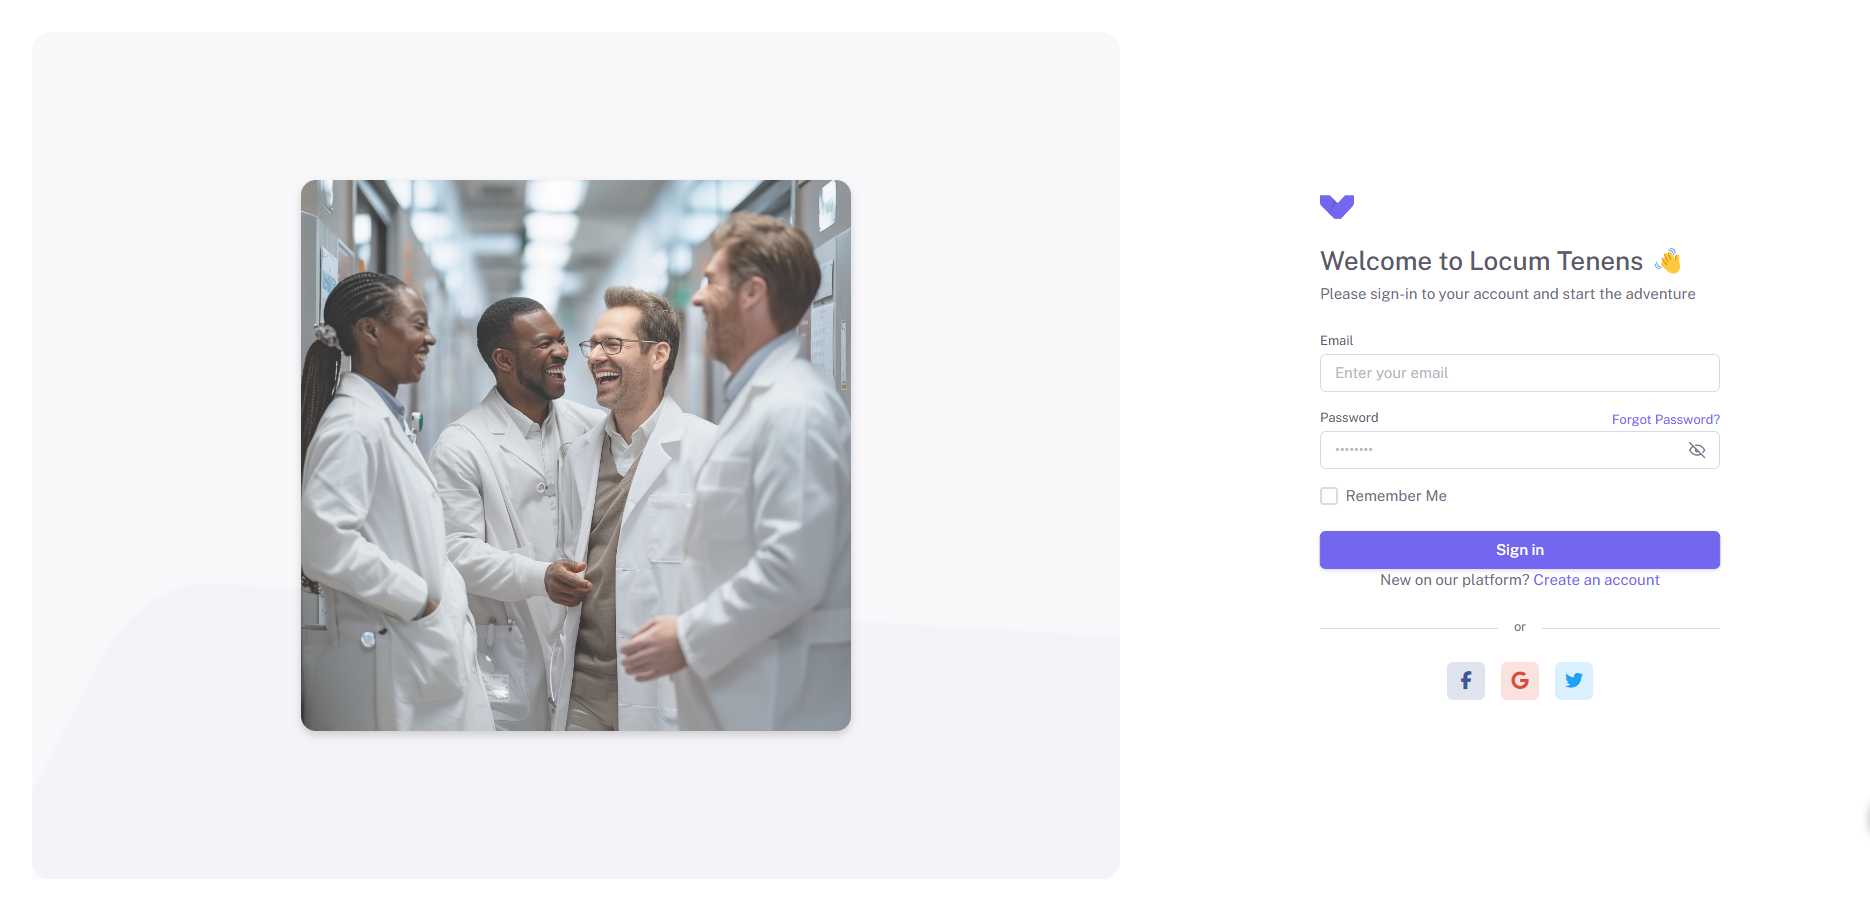 Welcome to Locum Tenens 👋
Please sign-in to your account and start the adventure
Email
Enter your email
Password Forgot Password?
········
Remember Me
Sign in
New on our platform? Create an account
or